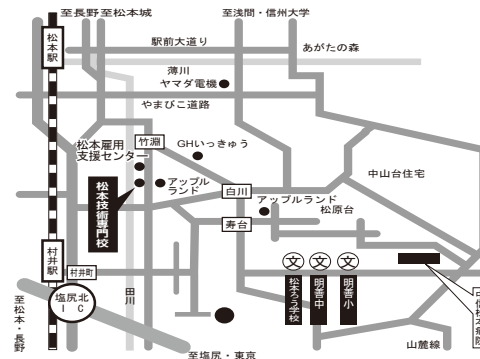 至長野至松本城
至浅間・信州大学
松本駅
駅前大通り
あがたの森
薄川
ヤマダ電機
やまびこ道路
竹淵
松本雇用
支援センター
GHいっきゅう
中山台住宅
松本技術専門校
アップル
ランド
白川
アップルランド
松原台
寿台
村井駅
村井町
田川
文
文
文
松本ろう学校
明善中
明善小
塩尻北
IC
至松本・長野
山麓線
至塩尻・東京